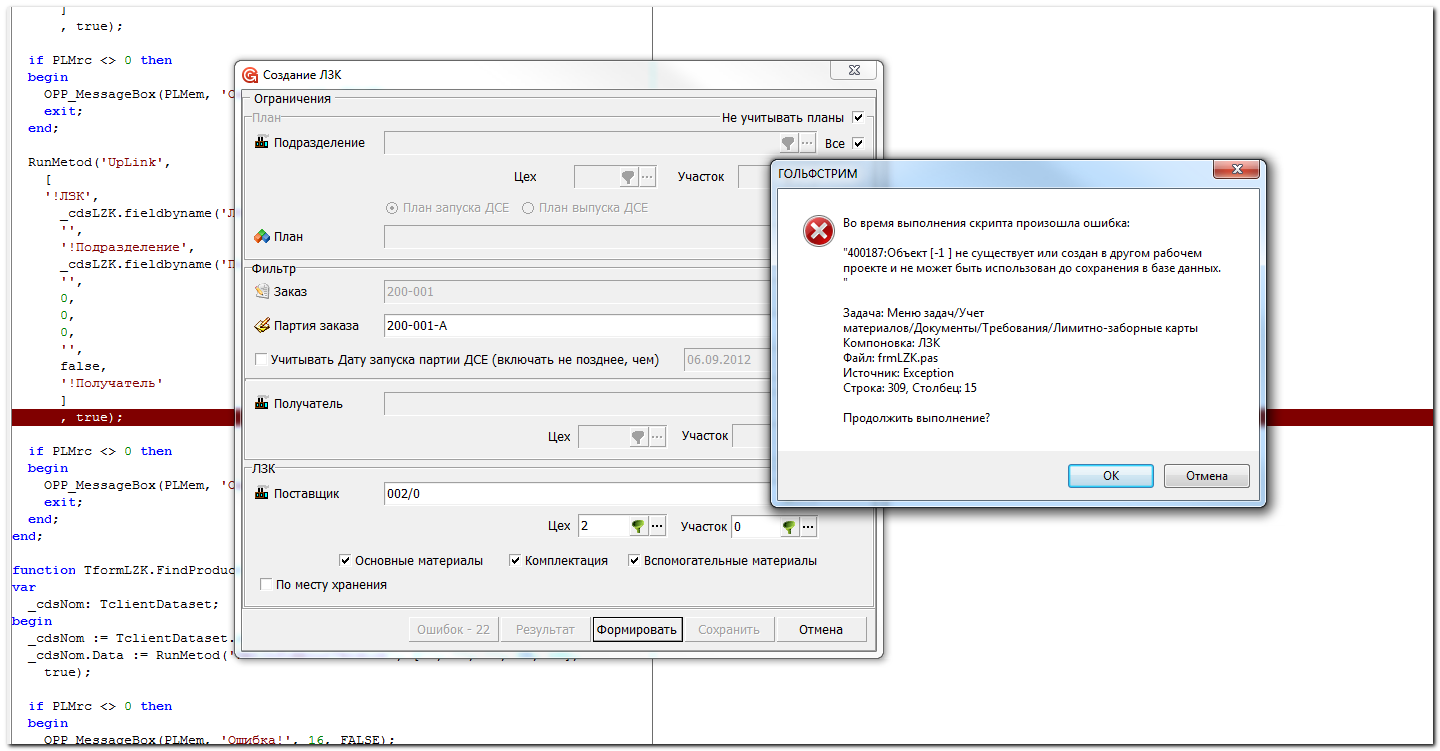 ]
, true);
if PLMrc <> 0 then
begin
OPP_MessageBox(PLMem, '
exit;
end;
RunMetod('UpLink',
[
'!ЛЗК',
_cdsLZK.fieldbyname('Л
'',
'!Подразделение',
_cdsLZK.fieldbyname('П
'',
0,
0,
0,
'',
false,
'!Получатель'
]
, true);
if PLMrc <> 0 then
begin
OPP_MessageBox(PLMem, '
exit;
end;
end;
function TformLZK.FindProduc
var
_cdsNom: TclientDataset;
begin
_cdsNom := TclientDataset.
_cdsNom.Data := RunMetod('
true);
if PLMrc <> 0 then
begin
OPP_MessageBox(PLMem, 'Ошибка!', 16, FALSE);
Создание ЛЗК
Ограничения
План
Не учитывать планы
Подразделение
Все
Цех
Участок
План запуска ДСЕ
План выпуска ДСЕ
План
Фильтр
Заказ 200-001
Партия заказа 200-001-А
Учитывать Дату запуска партии ДСЕ (включать не позднее, чем) 06.09.2012
Получатель
Цех
Участок
ЛЗК
Поставщик 002/0
Цех 2 Участок 0
Основные материалы
Комплектация
Вспомогательные материалы
По месту хранения
Ошибок - 22
Результат
Формировать
Сохранить
Отмена
ГОЛЬФСТРИМ
Во время выполнения скрипта произошла ошибка:
"400187:Объект [-1 ] не существует или создан в другом рабочем
проекте и не может быть использован до сохранения в базе данных.
"
Задача: Меню задач/Учет
материалов/Документы/Требования/Лимитно-заборные карты
Компоновка: ЛЗК
Файл: frmLZK.pas
Источник: Exception
Строка: 309, Столбец: 15
Продолжить выполнение?
OK
Отмена